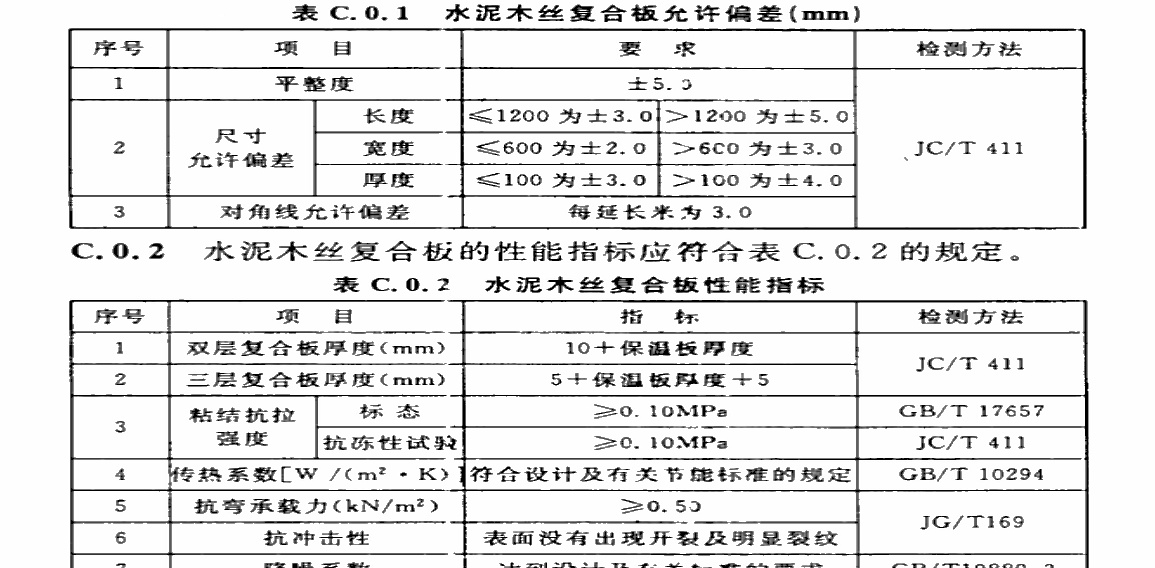 表 C.0.1 水泥木丝复合板允许偏差(mm)
序号 项 目 要 求 检测方法
1 平整度 ±5.0
2 尺寸允许偏差 长度 ≤1200 为±3.0 >1200 为±5.0 JC/T 411
宽度 ≤600 为±2.0 >600 为±3.0
厚度 ≤100 为±3.0 >100 为±4.0
3 对角线允许偏差 每延长米为 3.0
C.0.2 水泥木丝复合板的性能指标应符合表 C.0.2 的规定。
表 C.0.2 水泥木丝复合板性能指标
序号 项 目 指 标 检测方法
1 双层复合板厚度(mm) 10+保温板厚度 JC/T 411
2 三层复合板厚度(mm) 5+保温板厚度+5
3 粘结抗拉强度 标 态 ≥0.10MPa GB/T 17657
抗冻性试验 ≥0.10MPa JC/T 411
4 传热系数[W /(m²·K)] 符合设计及有关节能标准的规定 GB/T 10294
5 抗弯承载力(kN/m²) ≥0.50 JG/T169
6 抗冲击性 表面没有出现开裂及明显裂纹